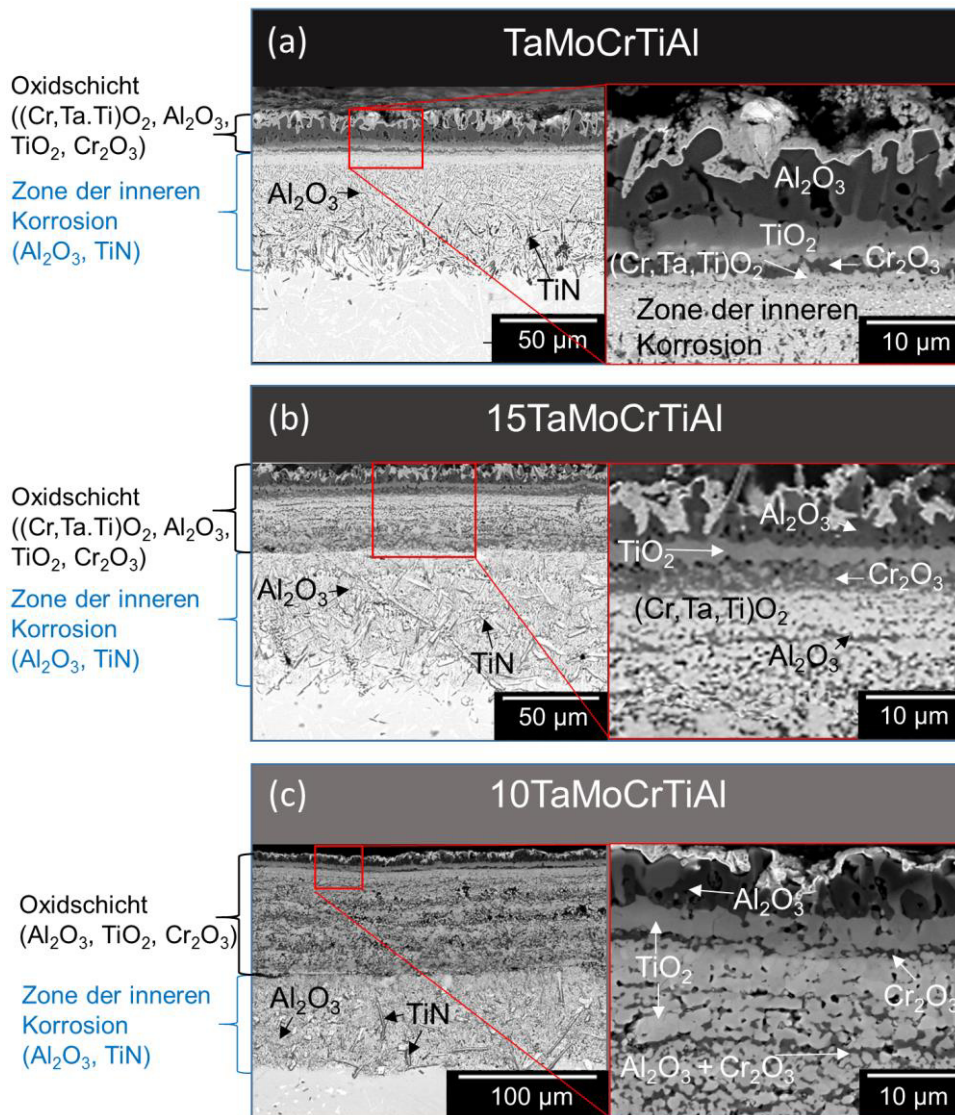 (a) TaMoCrTiAl
Oxidschicht
((Cr,Ta.Ti)O₂, Al₂O₃,
TiO₂, Cr₂O₃)
Zone der inneren
Korrosion
(Al₂O₃, TiN)
Al₂O₃
TiN
50 µm
Al₂O₃
TiO₂
(Cr,Ta,Ti)O₂
Cr₂O₃
Zone der inneren
Korrosion
10 µm
(b) 15TaMoCrTiAl
Oxidschicht
((Cr,Ta.Ti)O₂, Al₂O₃,
TiO₂, Cr₂O₃)
Zone der inneren
Korrosion
(Al₂O₃, TiN)
Al₂O₃
TiN
50 µm
Al₂O₃
TiO₂
Cr₂O₃
(Cr,Ta,Ti)O₂
Al₂O₃
10 µm
(c) 10TaMoCrTiAl
Oxidschicht
(Al₂O₃, TiO₂, Cr₂O₃)
Zone der inneren
Korrosion
(Al₂O₃, TiN)
Al₂O₃
TiN
100 µm
Al₂O₃
TiO₂
Cr₂O₃
Al₂O₃ + Cr₂O₃
10 µm